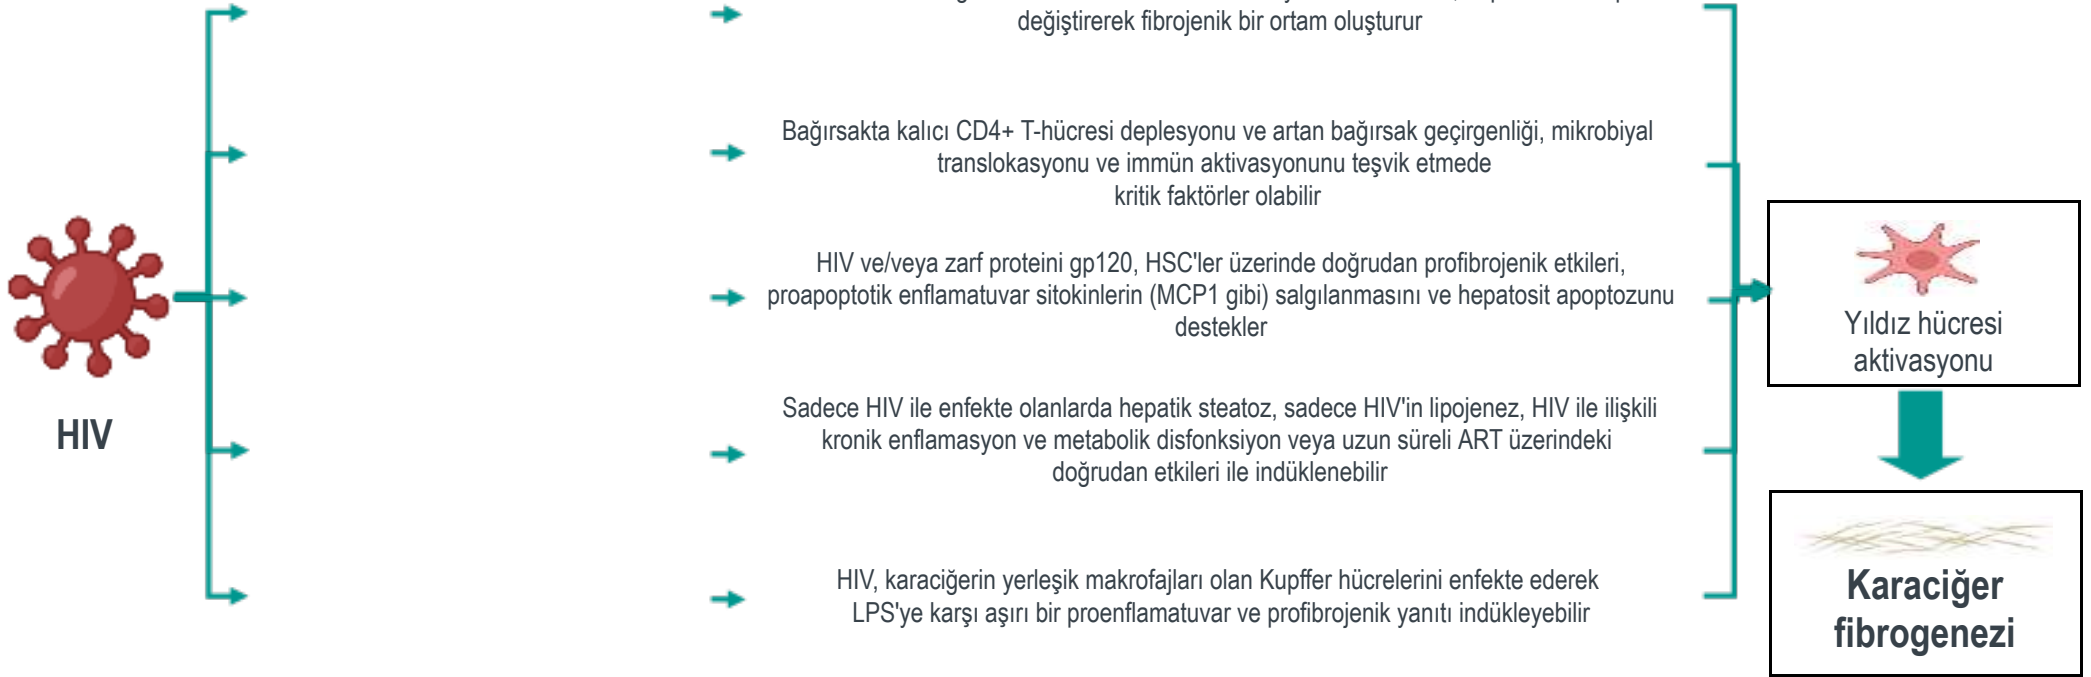 değiştirerek fibrojenik bir ortam oluşturur
Bağırsakta kalıcı CD4+ T-hücresi deplesyonu ve artan bağırsak geçirgenliği, mikrobiyal
translokasyonu ve immün aktivasyonunu teşvik etmede
kritik faktörler olabilir
HIV ve/veya zarf proteini gp120, HSC'ler üzerinde doğrudan profibrojenik etkileri,
proapoptotik enflamatuvar sitokinlerin (MCP1 gibi) salgılanmasını ve hepatosit apoptozunu
destekler
Sadece HIV ile enfekte olanlarda hepatik steatoz, sadece HIV'in lipojenez, HIV ile ilişkili
kronik enflamasyon ve metabolik disfonksiyon veya uzun süreli ART üzerindeki
doğrudan etkileri ile indüklenebilir
HIV, karaciğerin yerleşik makrofajları olan Kupffer hücrelerini enfekte ederek
LPS'ye karşı aşırı bir proenflamatuvar ve profibrojenik yanıtı indükleyebilir
HIV
Yıldız hücresi
aktivasyonu
Karaciğer
fibrogenezi